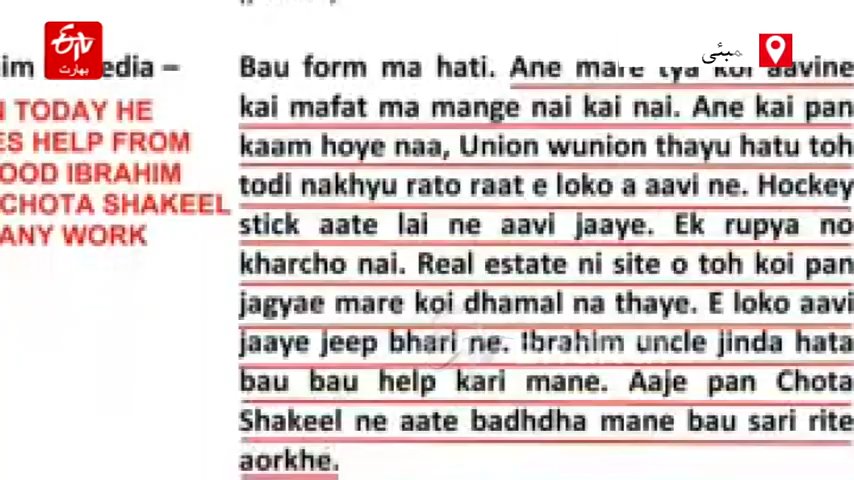 ETV
بھارت
ممبئی
Bau form ma hati. Ane mare tya koi aavine
kai mafat ma mange nai kai nai. Ane kai pan
kaam hoye naa, Union wunion thayu hatu toh
todi nakhyu rato raat e loko a aavi ne. Hockey
stick aate lai ne aavi jaaye. Ek rupya no
kharcho nai. Real estate ni site o toh koi pan
jagyae mare koi dhamal na thaye. E loko aavi
jaaye jeep bhari ne. Ibrahim uncle jinda hata
bau bau help kari mane. Aaje pan Chota
Shakeel ne aate badhdha mane bau sari rite
aorkhe.
edia –
TODAY HE
HELP FROM
IBRAHIM
CHOTA SHAKEEL
ANY WORK